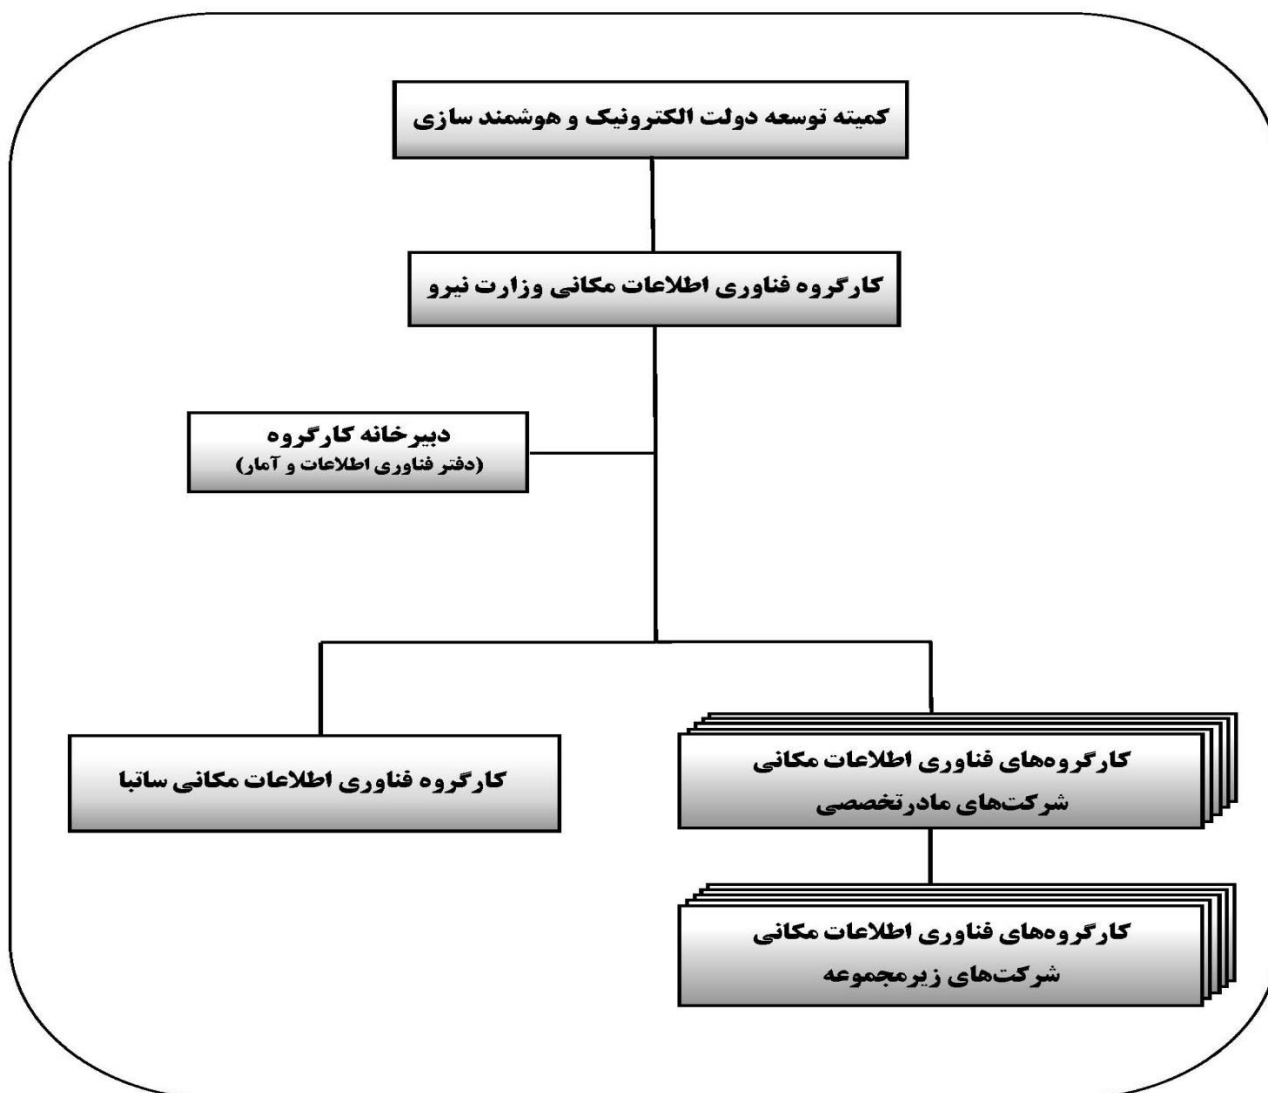 کمیته توسعه دولت الکترونیک و هوشمند سازی
کارگروه فناوری اطلاعات مکانی وزارت نیرو
دبیرخانه کارگروه
(دفتر فناوری اطلاعات و آمار)
کارگروه‌های فناوری اطلاعات مکانی
شرکت‌های مادرتخصصی
کارگروه فناوری اطلاعات مکانی ساتبا
کارگروه‌های فناوری اطلاعات مکانی
شرکت‌های زیرمجموعه